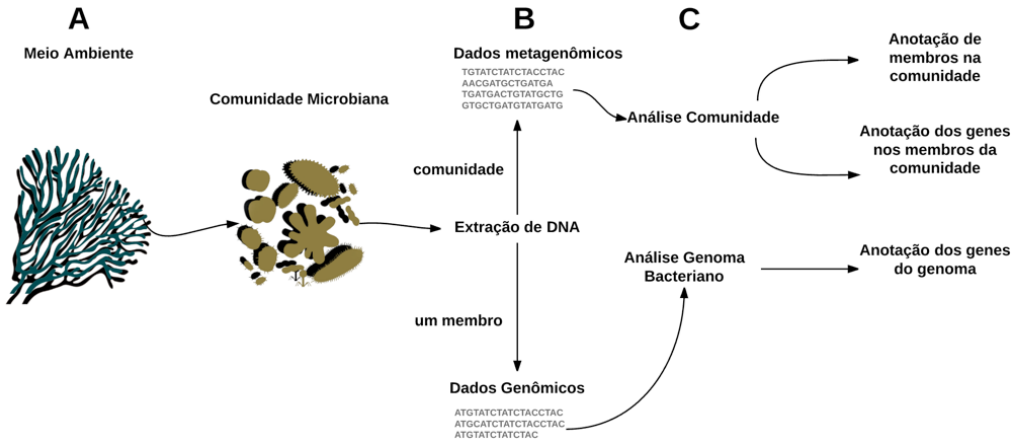 A
Meio Ambiente
Comunidade Microbiana
B
Dados metagenômicos
TGTATCTATCTACCTAC
AACGATGCTGATGA
TGATGACTGTATGCTG
GTGCTGATGTATGATG
comunidade
Extração de DNA
um membro
Dados Genômicos
ATGTATCTATCTACCTAC
ATGCATCTATCTACCTAC
ATGTATCTATCTAC
C
Análise Comunidade
Análise Genoma
Bacteriano
Anotação de
membros na
comunidade
Anotação dos genes
nos membros da
comunidade
Anotação dos genes
do genoma